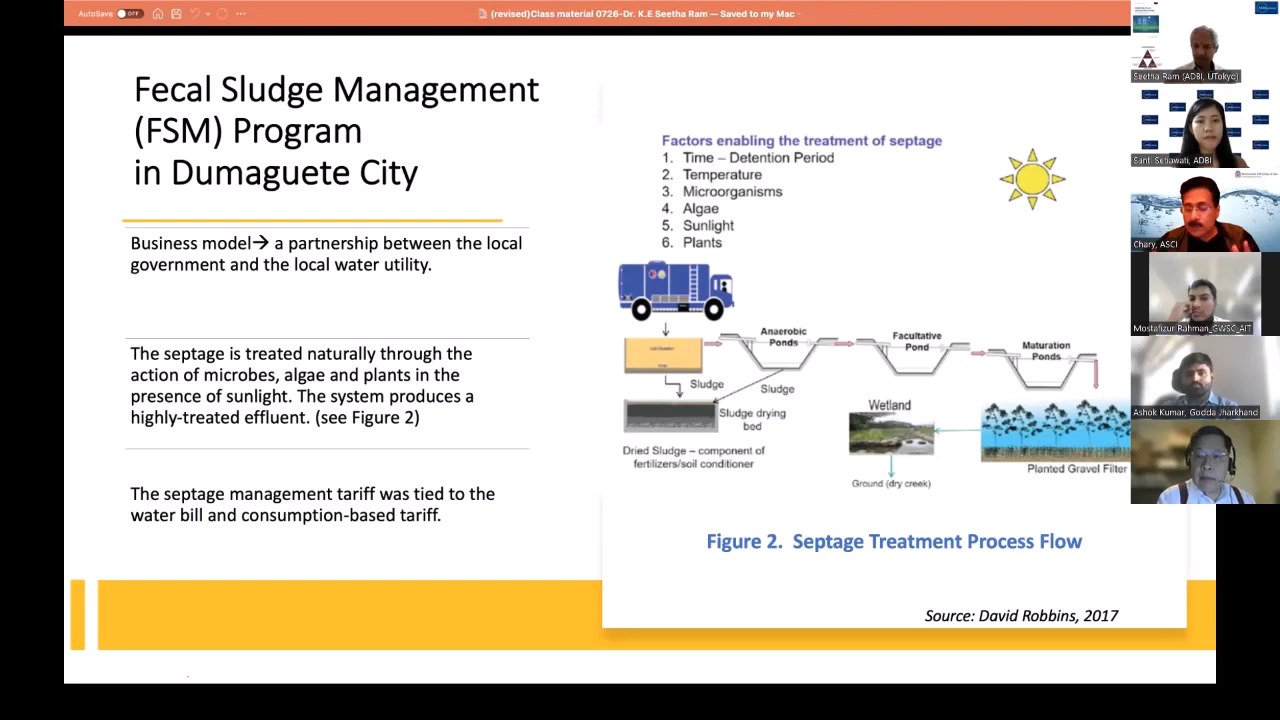 AutoSave OFF
(revised)Class material 0726-Dr. K.E Seetha Ram — Saved to my Mac
Fecal Sludge Management
(FSM) Program
in Dumaguete City
Business model→ a partnership between the local
government and the local water utility.
The septage is treated naturally through the
action of microbes, algae and plants in the
presence of sunlight. The system produces a
highly-treated effluent. (see Figure 2)
The septage management tariff was tied to the
water bill and consumption-based tariff.
Factors enabling the treatment of septage
1. Time – Detention Period
2. Temperature
3. Microorganisms
4. Algae
5. Sunlight
6. Plants
Anaerobic
Ponds
Facultative
Pond
Maturation
Ponds
Sludge
Sludge
Sludge drying
bed
Dried Sludge – component of
fertilizers/soil conditioner
Wetland
Ground (dry creek)
Planted Gravel Filter
Figure 2. Septage Treatment Process Flow
Source: David Robbins, 2017
Seetha Ram (ADBI, UTokyo)
Santi Setiawati, ADBI
Chary, ASCI
Mostafizur Rahman_GWSC_AIT
Ashok Kumar, Godda Jharkhand